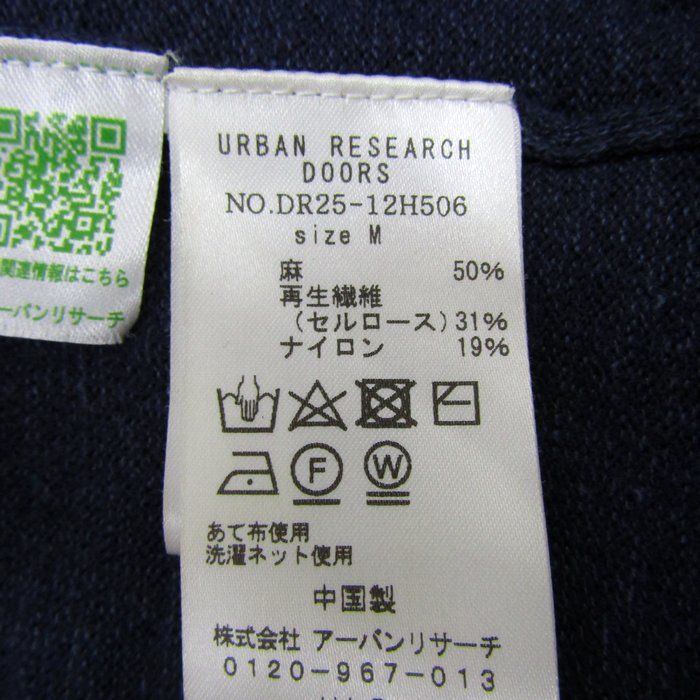 URBAN RESEARCH
DOORS
NO.DR25-12H506
size M
麻 50%
再生繊維
(セルロース)31%
ナイロン 19%
F
W
あて布使用
洗濯ネット使用
中国製
株式会社 アーバンリサーチ
0120-967-013
関連情報はこちら
アーバンリサーチ